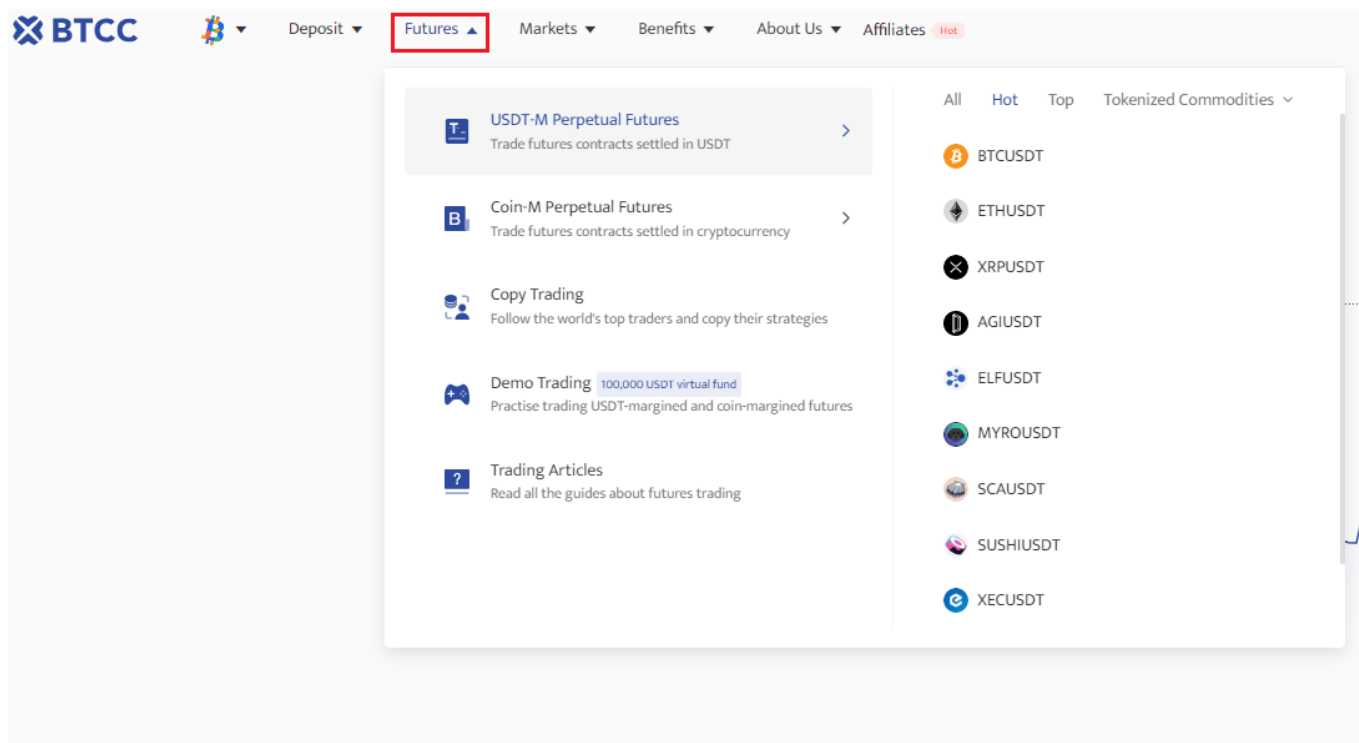 BTCC
Deposit
Futures
Markets
Benefits
About Us
Affiliates Hot
USDT-M Perpetual Futures
Trade futures contracts settled in USDT
Coin-M Perpetual Futures
Trade futures contracts settled in cryptocurrency
Copy Trading
Follow the world's top traders and copy their strategies
Demo Trading 100,000 USDT virtual fund
Practise trading USDT-margined and coin-margined futures
Trading Articles
Read all the guides about futures trading
All Hot Top Tokenized Commodities
BTCUSDT
ETHUSDT
XRPUSDT
AGIUSDT
ELFUSDT
MYROUSDT
SCAUSDT
SUSHIUSDT
XECUSDT